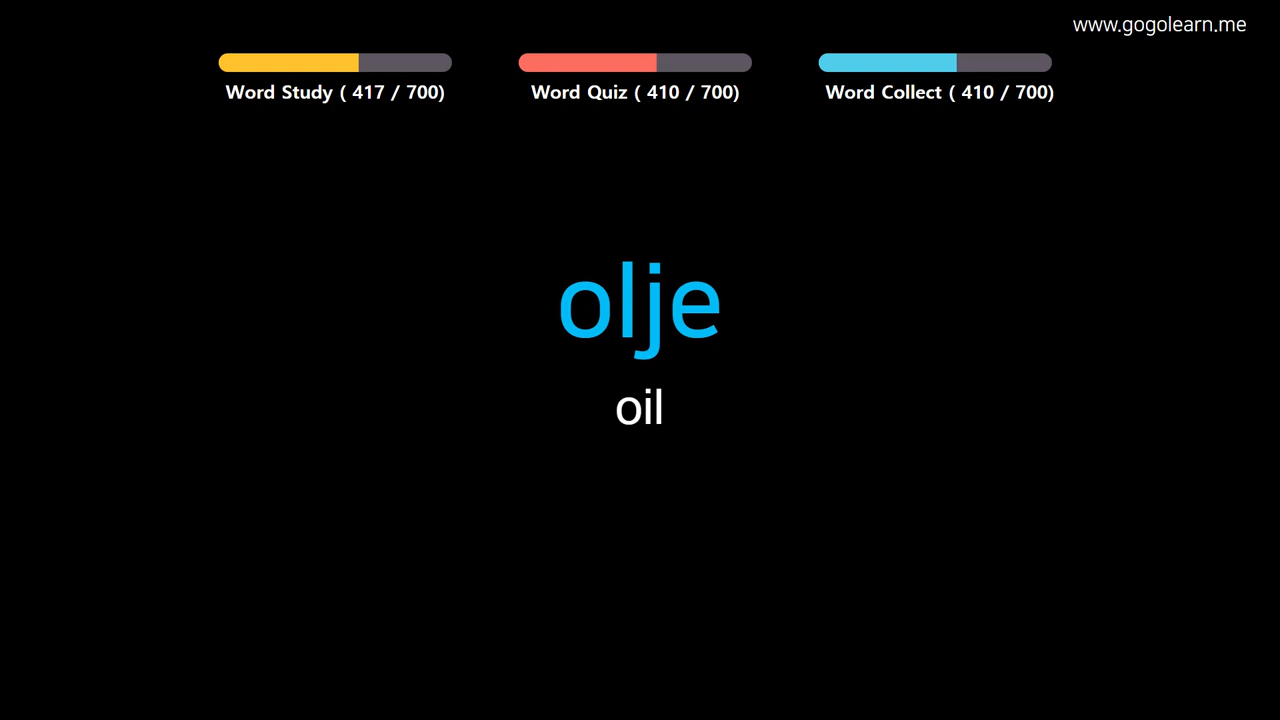 www.gogolearn.me
Word Study ( 417 / 700)
Word Quiz ( 410 / 700)
Word Collect ( 410 / 700)
olje
oil